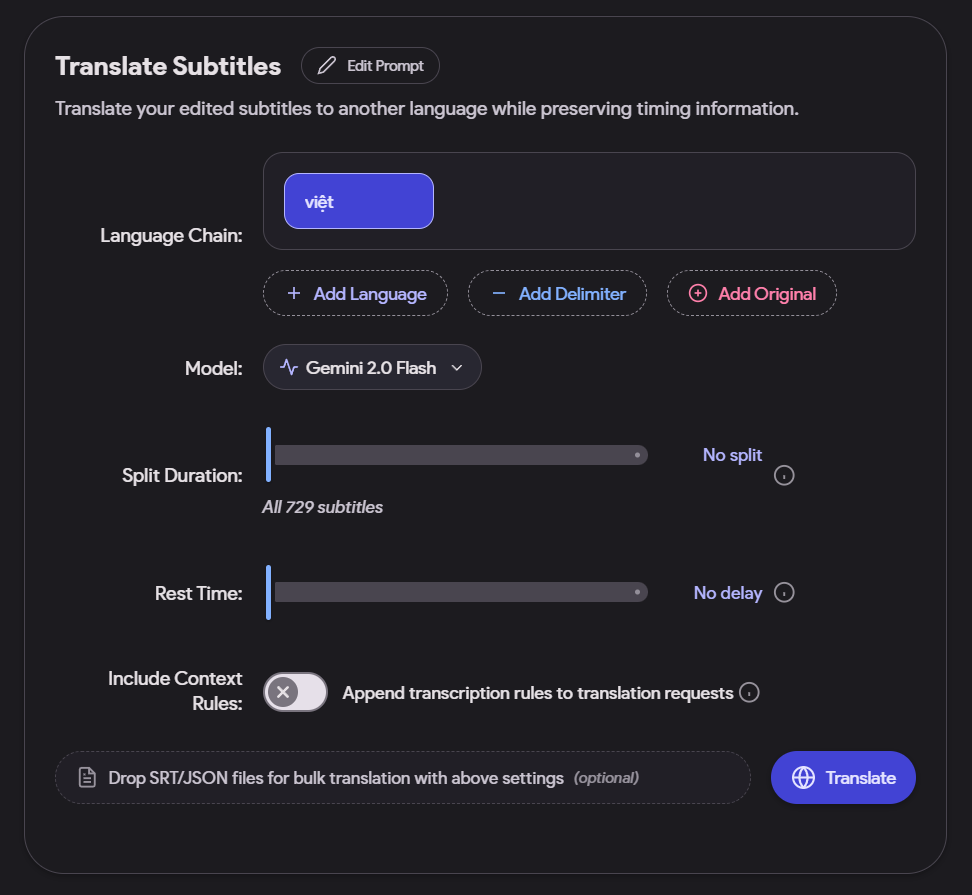 Translate Subtitles
Edit Prompt
Translate your edited subtitles to another language while preserving timing information.
Language Chain:
việt
+ Add Language
− Add Delimiter
Add Original
Model:
Gemini 2.0 Flash
Split Duration:
No split
All 729 subtitles
Rest Time:
No delay
Include Context
Rules:
Append transcription rules to translation requests
Drop SRT/JSON files for bulk translation with above settings (optional)
Translate